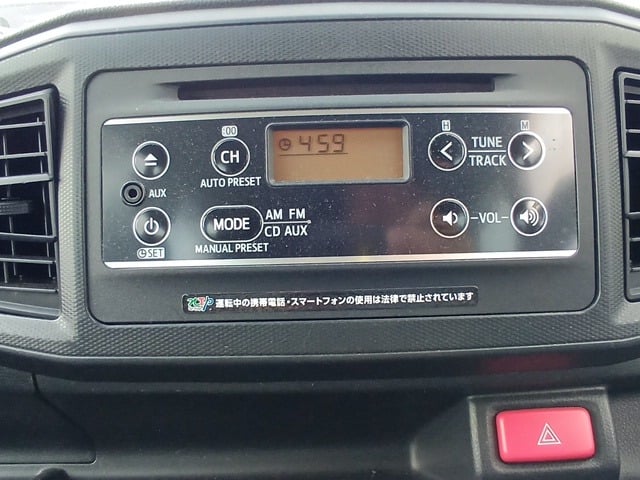 :00
H
M
459
CH
TUNE
TRACK
AUX
AUTO PRESET
MODE
AM FM
CD AUX
-VOL-
SET
MANUAL PRESET
運転中の携帯電話・スマートフォンの使用は法律で禁止されています